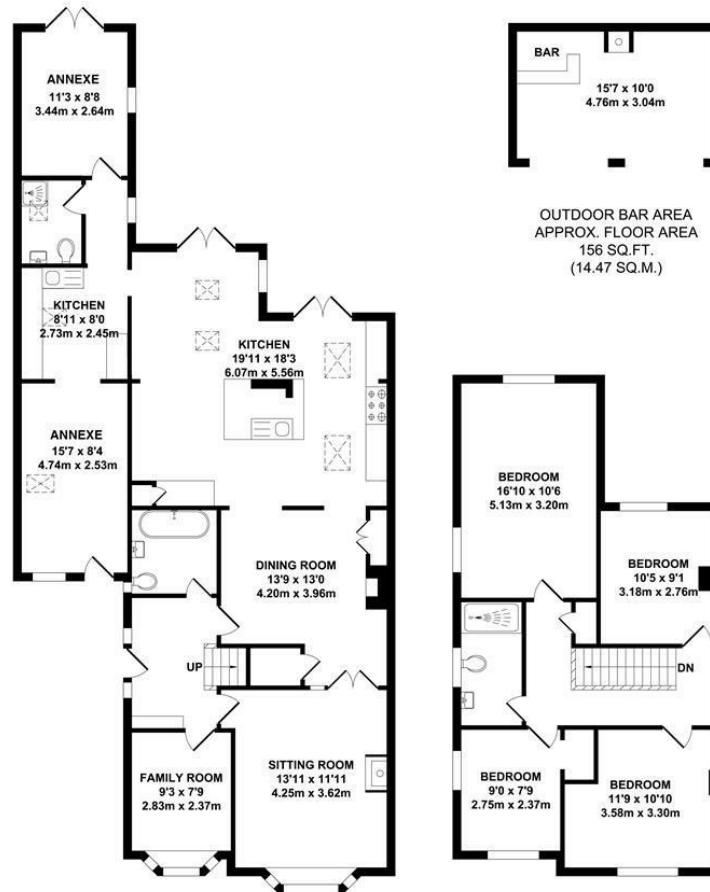 ANNEXE
11'3 x 8'8
3.44m x 2.64m
BAR
15'7 x 10'0
4.76m x 3.04m
OUTDOOR BAR AREA
APPROX. FLOOR AREA
156 SQ.FT.
(14.47 SQ.M.)
KITCHEN
8'11 x 8'0
2.73m x 2.45m
KITCHEN
19'11 x 18'3
6.07m x 5.56m
ANNEXE
15'7 x 8'4
4.74m x 2.53m
DINING ROOM
13'9 x 13'0
4.20m x 3.96m
UP
SITTING ROOM
13'11 x 11'11
4.25m x 3.62m
FAMILY ROOM
9'3 x 7'9
2.83m x 2.37m
BEDROOM
16'10 x 10'6
5.13m x 3.20m
BEDROOM
10'5 x 9'1
3.18m x 2.76m
DN
BEDROOM
9'0 x 7'9
2.75m x 2.37m
BEDROOM
11'9 x 10'10
3.58m x 3.30m